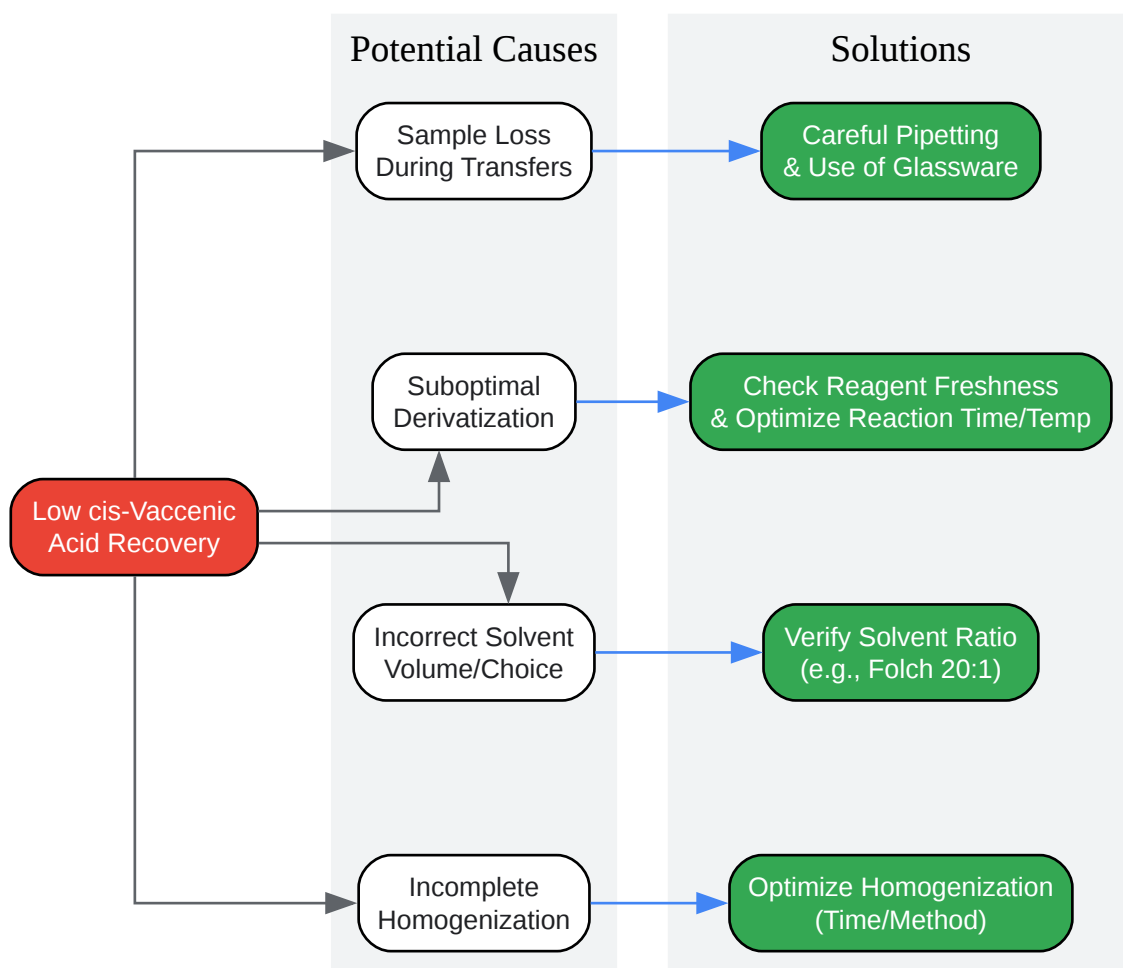 Potential Causes
Solutions
Sample Loss
During Transfers
Careful Pipetting
& Use of Glassware
Suboptimal
Derivatization
Check Reagent Freshness
& Optimize Reaction Time/Temp
Low cis-Vaccenic
Acid Recovery
Incorrect Solvent
Volume/Choice
Verify Solvent Ratio
(e.g., Folch 20:1)
Incomplete
Homogenization
Optimize Homogenization
(Time/Method)